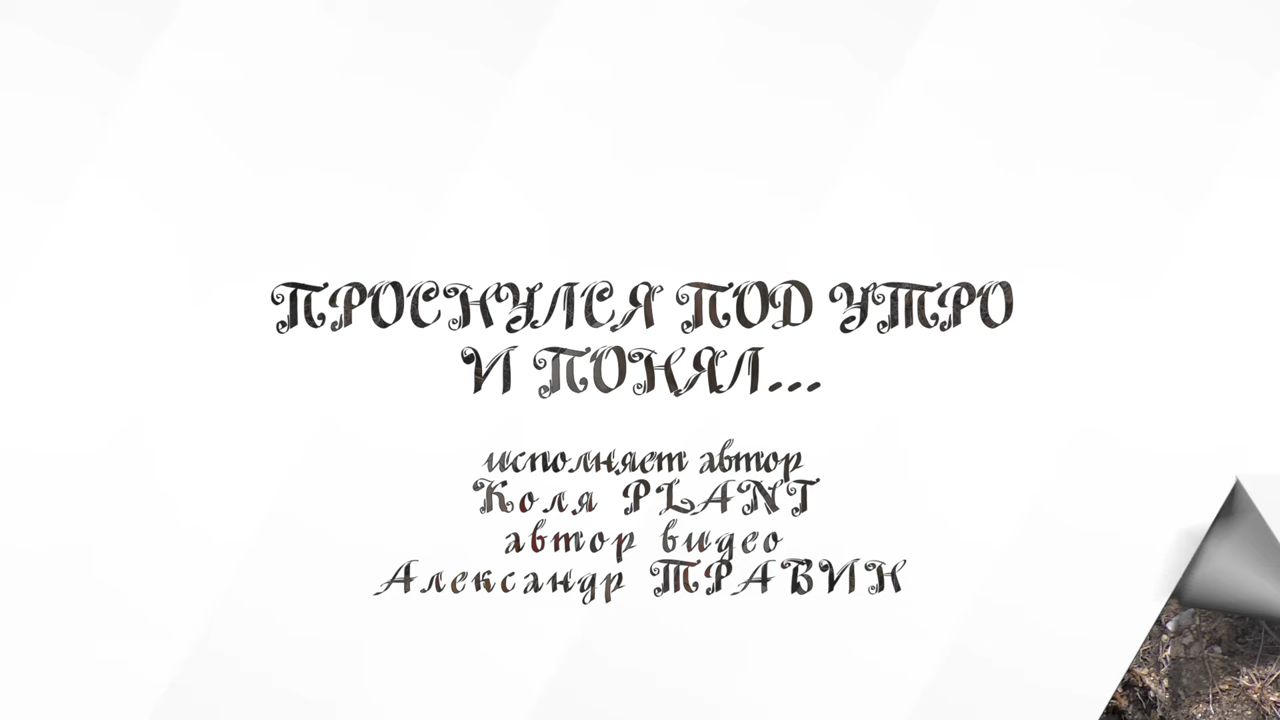 ПРОСНУЛСЯ ПОД УТРО
И ПОНЯЛ...
исполняет автор
Коля PLANT
автор видео
Александр ТРАВИН